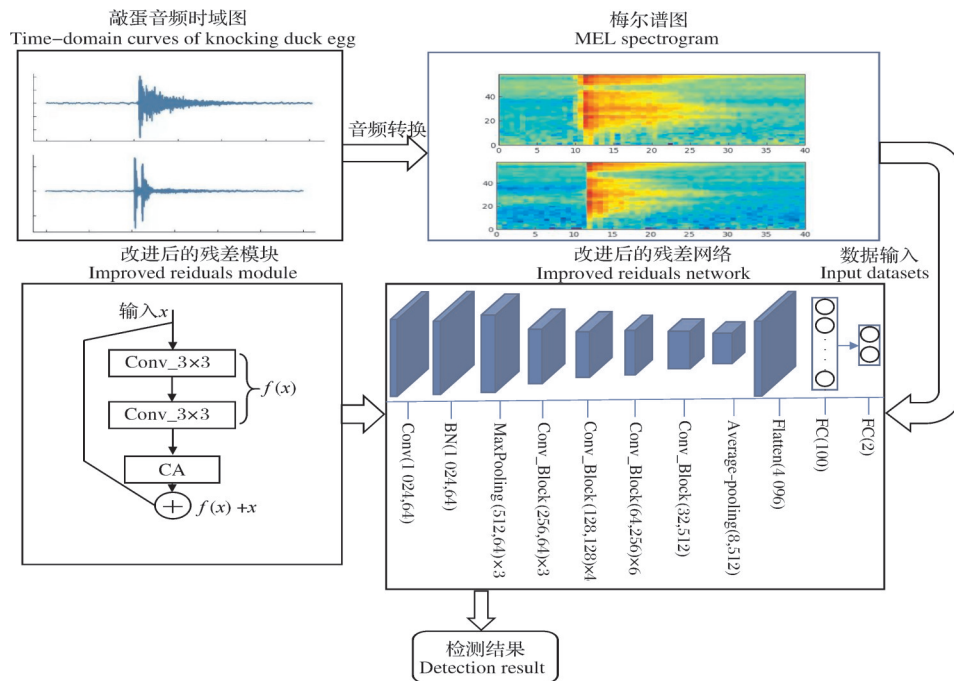 敲蛋音频时域图
Time-domain curves of knocking duck egg
梅尔谱图
MEL spectrogram
音频转换
40
20
0
0 5 10 15 20 25 30 35 40
40
20
0
0 5 10 15 20 25 30 35 40
改进后的残差模块
Improved reiduals module
改进后的残差网络
Improved reiduals network
数据输入
Input datasets
输入x
Conv_3×3
Conv_3×3
f(x)
CA
+
f(x)+x
Conv(1 024,64)
BN(1 024,64)
MaxPooling(512,64)×3
Conv_Block(256,64)×3
Conv_Block(128,128)×4
Conv_Block(64,256)×6
Conv_Block(32,512)
Average-pooling(8,512)
Flatten(4 096)
FC(100)
FC(2)
检测结果
Detection result